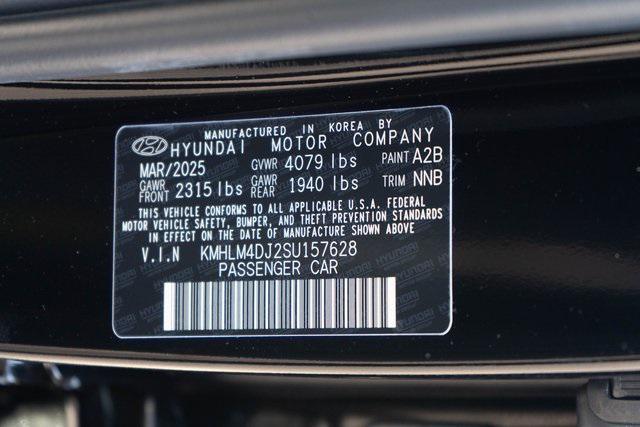 MANUFACTURED IN KOREA BY
HYUNDAI MOTOR COMPANY
MAR/2025 GVWR 4079 lbs PAINT A2B
GAWR FRONT 2315 lbs GAWR REAR 1940 lbs TRIM NNB
THIS VEHICLE CONFORMS TO ALL APPLICABLE U.S.A. FEDERAL
MOTOR VEHICLE SAFETY, BUMPER, AND THEFT PREVENTION STANDARDS
IN EFFECT ON THE DATE OF MANUFACTURE SHOWN ABOVE
V.I.N KMHLM4DJ2SU157628
PASSENGER CAR